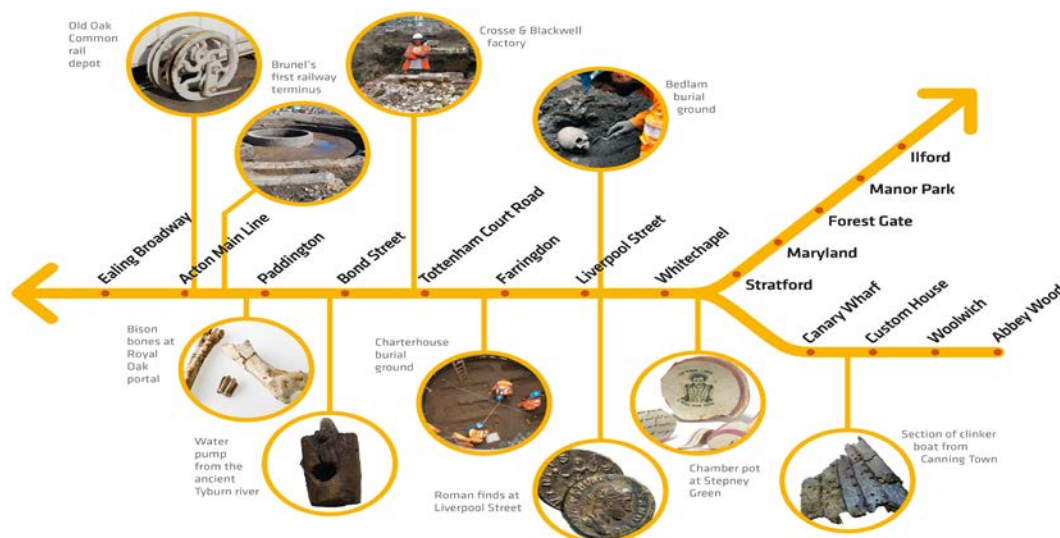 Old Oak
Common
rail
depot
Brunel's
first railway
terminus
Crosse & Blackwell
factory
Bedlam
burial
ground
Ealing Broadway
Acton Main Line
Paddington
Bond Street
Tottenham Court Road
Farringdon
Liverpool Street
Whitechapel
Ilford
Manor Park
Forest Gate
Maryland
Stratford
Canary Wharf
Custom House
Woolwich
Abbey Wood
Bison
bones at
Royal
Oak
portal
Water
pump
from the
ancient
Tyburn river
Charterhouse
burial
ground
Roman finds at
Liverpool Street
Chamber pot
at Stepney
Green
Section of clinker
boat from
Canning Town